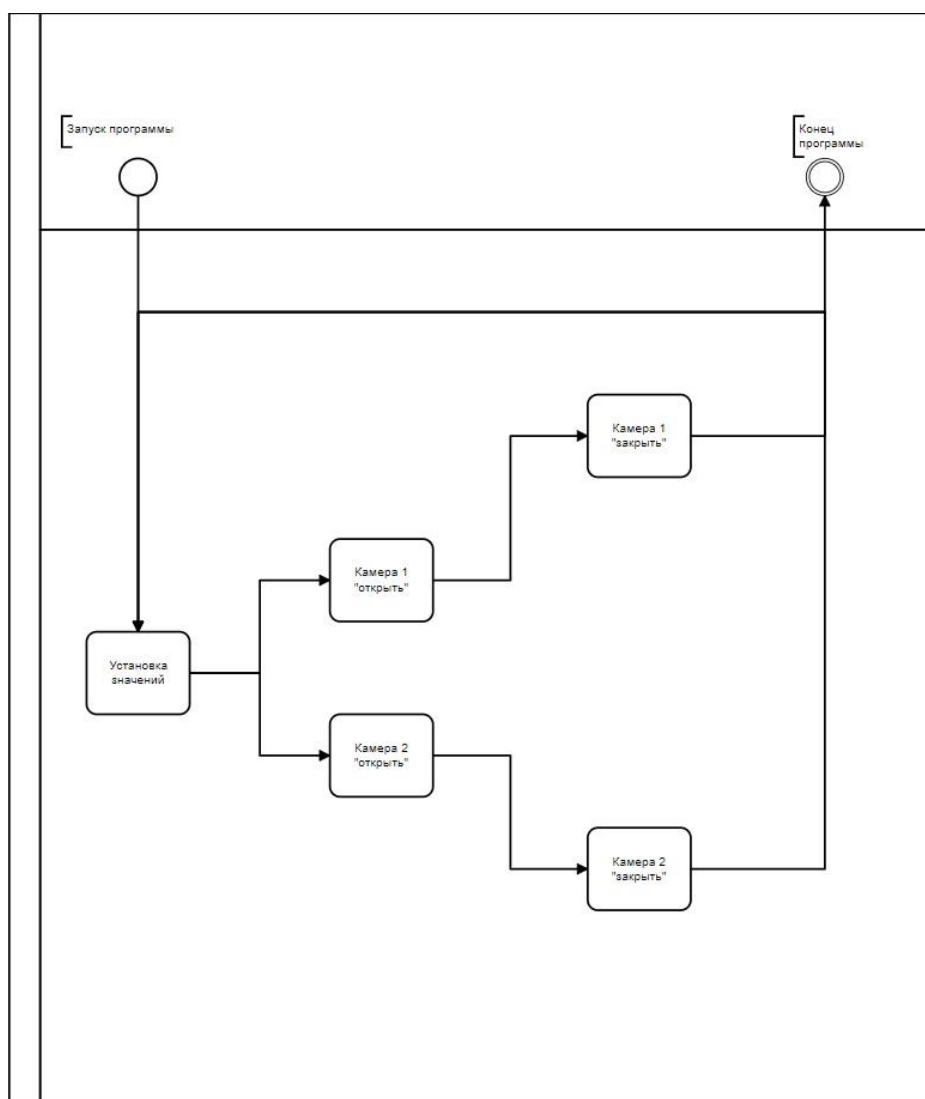 Запуск программы
Конец
программы
Камера 1
"закрыть"
Камера 1
"открыть"
Установка
значений
Камера 2
"открыть"
Камера 2
"закрыть"